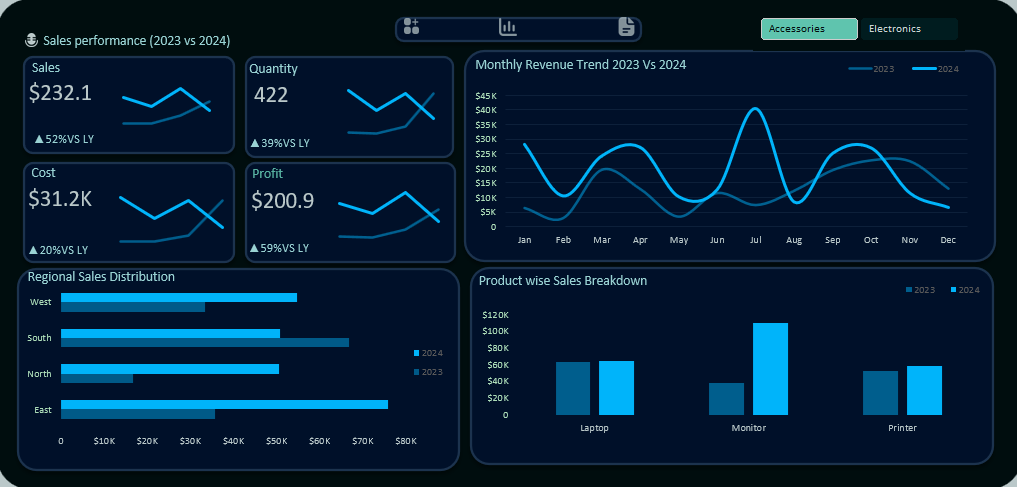 Sales performance (2023 vs 2024)
Accessories
Electronics
Sales
$232.1
▲52%VS LY
Quantity
422
▲39%VS LY
Cost
$31.2K
▲20%VS LY
Profit
$200.9
▲59%VS LY
Monthly Revenue Trend 2023 Vs 2024
2023 2024
$45K
$40K
$35K
$30K
$25K
$20K
$15K
$10K
$5K
0
Jan Feb Mar Apr May Jun Jul Aug Sep Oct Nov Dec
Regional Sales Distribution
West
South
North
East
2024
2023
0 $10K $20K $30K $40K $50K $60K $70K $80K
Product wise Sales Breakdown
2023 2024
$120K
$100K
$80K
$60K
$40K
$20K
0
Laptop Monitor Printer